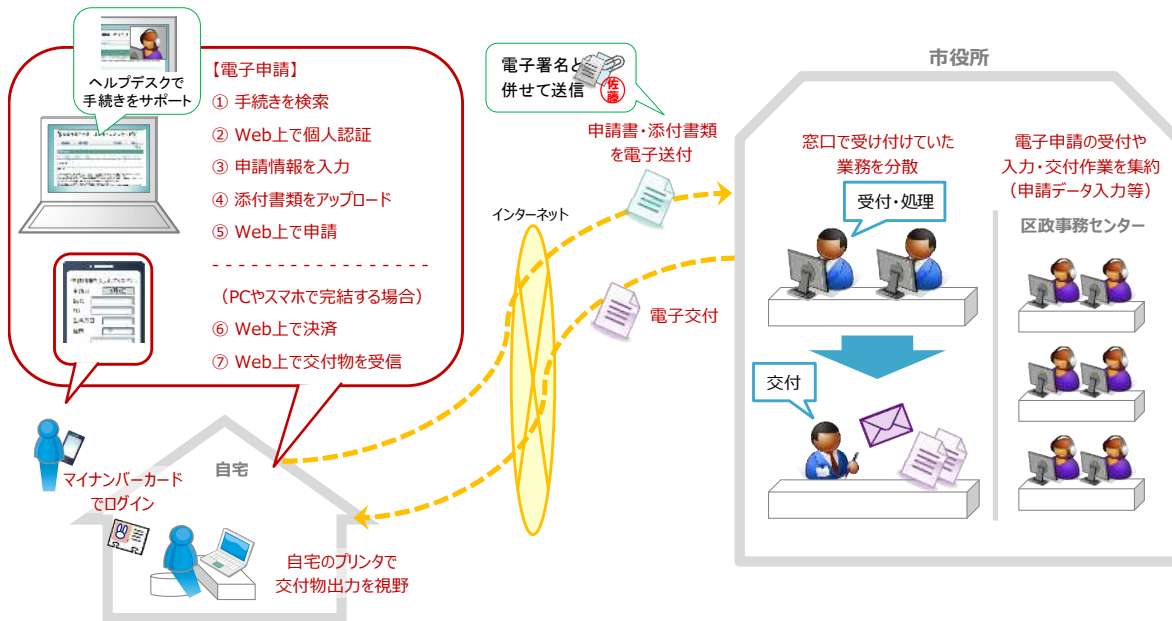 ヘルプデスクで
手続きをサポート
【電子申請】
① 手続きを検索
② Web上で個人認証
③ 申請情報を入力
④ 添付書類をアップロード
⑤ Web上で申請
（PCやスマホで完結する場合）
⑥ Web上で決済
⑦ Web上で交付物を受信
マイナンバーカード
でログイン
自宅
自宅のプリンタで
交付物出力を視野
電子署名と
併せて送信
佐藤
申請書・添付書類
を電子送付
インターネット
電子交付
市役所
窓口で受け付けていた
業務を分散
受付・処理
交付
電子申請の受付や
入力・交付作業を集約
（申請データ入力等）
区政事務センター